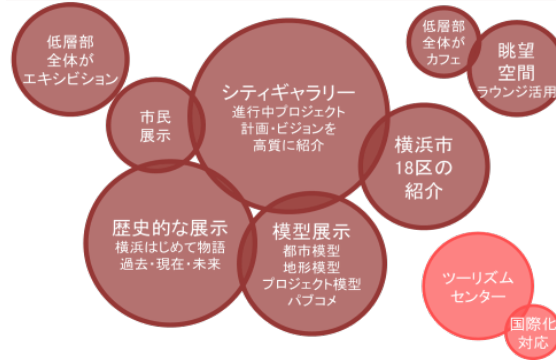 低層部
全体が
エキシビション
市民
展示
シティギャラリー
進行中プロジェクト
計画・ビジョンを
高質に紹介
低層部
全体が
カフェ
眺望
空間
ラウンジ活用
横浜市
18区の
紹介
歴史的な展示
横浜はじめて物語
過去・現在・未来
模型展示
都市模型
地形模型
プロジェクト模型
パブコメ
ツーリズム
センター
国際化
対応